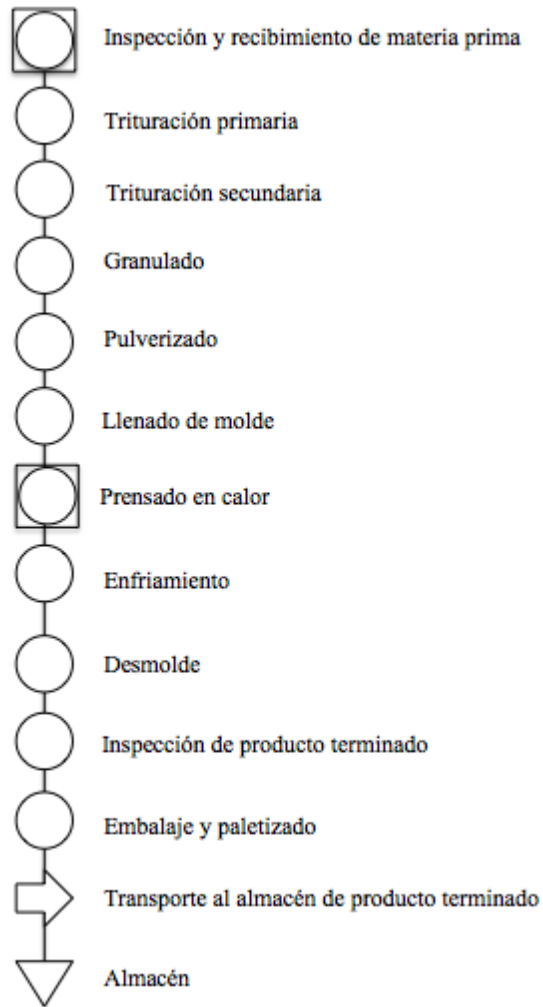 Inspección y recibimiento de materia prima
Trituración primaria
Trituración secundaria
Granulado
Pulverizado
Llenado de molde
Prensado en calor
Enfriamiento
Desmolde
Inspección de producto terminado
Embalaje y paletizado
Transporte al almacén de producto terminado
Almacén